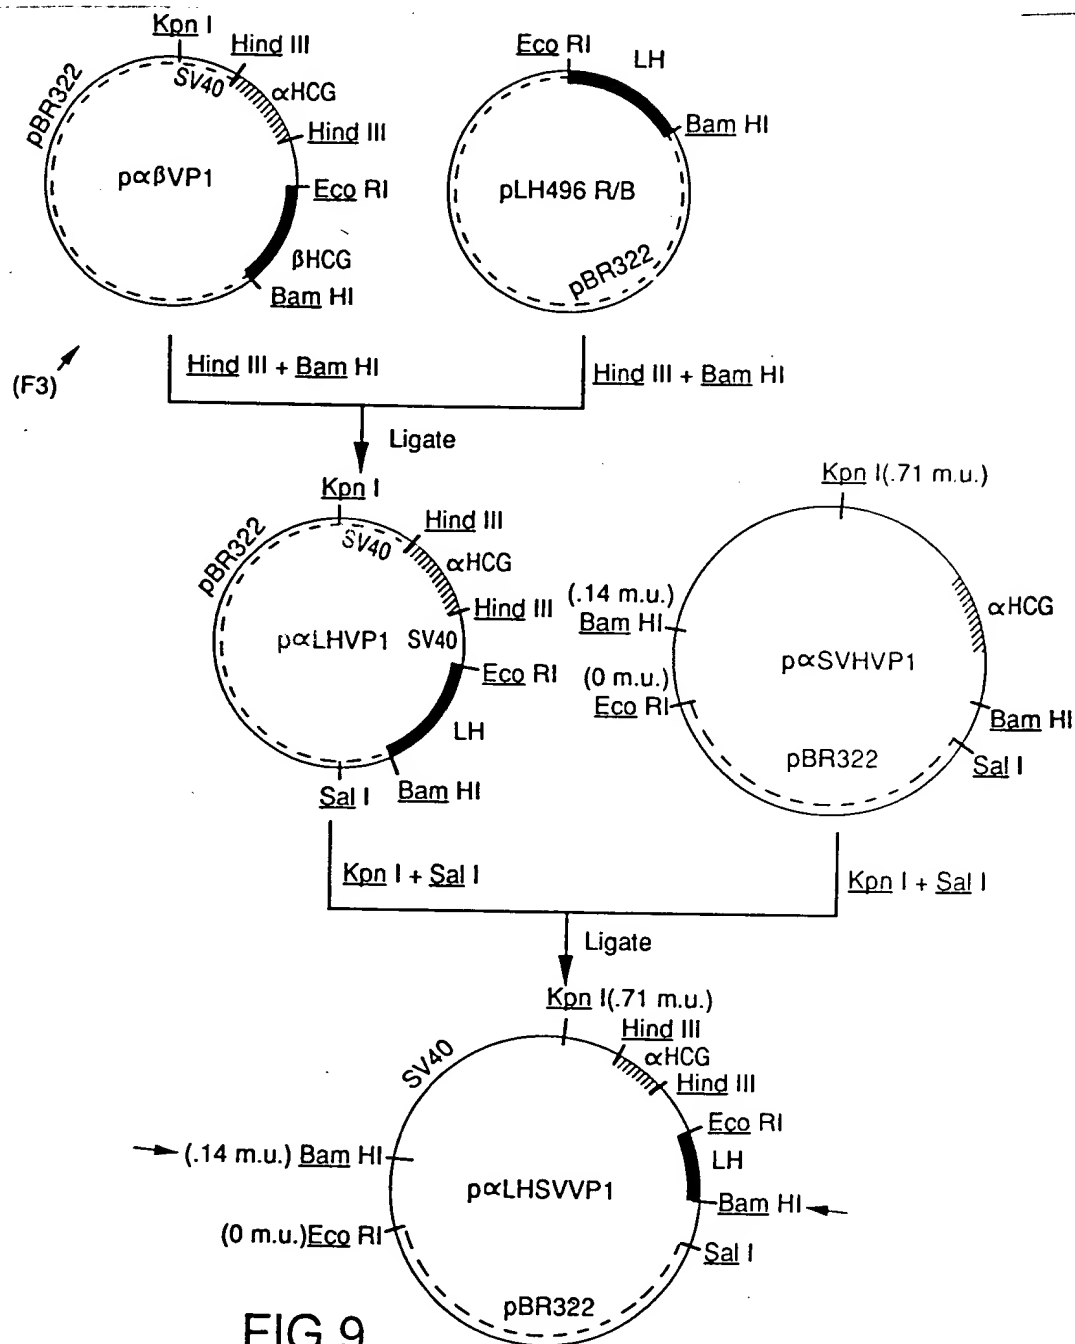 Kpn I
Hind III
pBR322
SV40
αHCG
Hind III
pαβVP1
Eco RI
βHCG
Bam HI
Eco RI
LH
Bam HI
pLH496 R/B
pBR322
(F3)
Hind III + Bam HI
Hind III + Bam HI
Ligate
Kpn I
Hind III
pBR322
SV40
αHCG
Hind III
pαLHVP1
SV40
Eco RI
LH
Bam HI
Sal I
Kpn I(.71 m.u.)
αHCG
(.14 m.u.)
Bam HI
pαSVHVP1
(0 m.u.)
Eco RI
Bam HI
pBR322
Sal I
Kpn I + Sal I
Kpn I + Sal I
Ligate
Kpn I(.71 m.u.)
Hind III
αHCG
Hind III
SV40
Eco RI
LH
(.14 m.u.) Bam HI
pαLHSVVP1
Bam HI
(0 m.u.)Eco RI
Sal I
pBR322
FIG.9